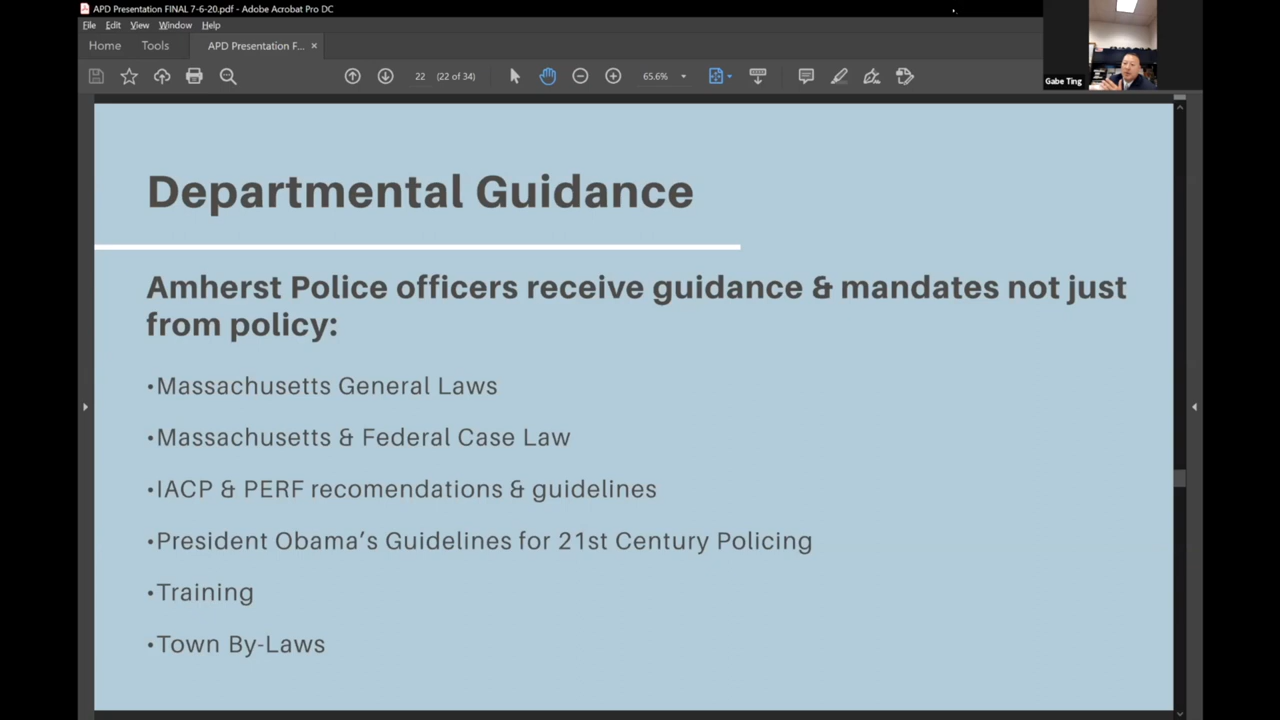 APD Presentation FINAL 7-6-20.pdf - Adobe Acrobat Pro DC
File Edit View Window Help
Home Tools APD Presentation F... ×
22 (22 of 34) 65.6%
Gabe Ting
Departmental Guidance
Amherst Police officers receive guidance & mandates not just
from policy:
•Massachusetts General Laws
•Massachusetts & Federal Case Law
•IACP & PERF recomendations & guidelines
•President Obama's Guidelines for 21st Century Policing
•Training
•Town By-Laws